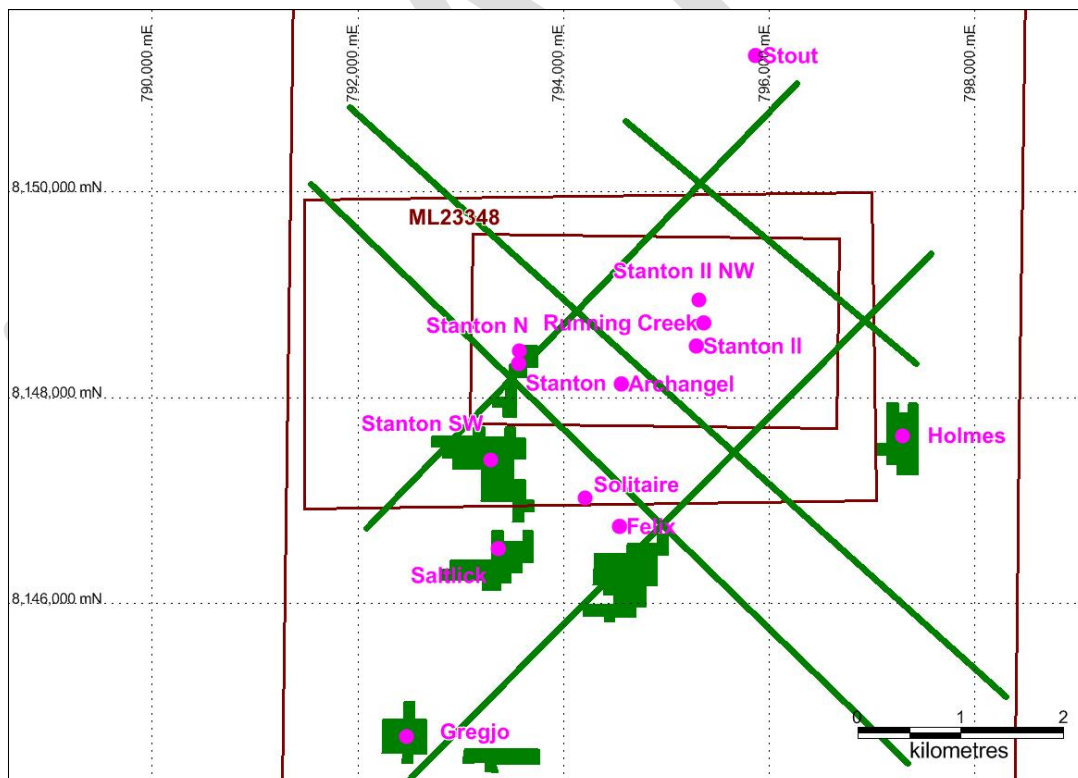 790,000 mE
792,000 mE
794,000 mE
796,000 mE
798,000 mE
Stout
8,150,000 mN
ML23348
Stanton II NW
Stanton N
Running Creek
Stanton II
Stanton
Archangel
8,148,000 mN
Stanton SW
Holmes
Solitaire
Felix
Saltlick
8,146,000 mN
Gregjo
0 1 2
kilometres